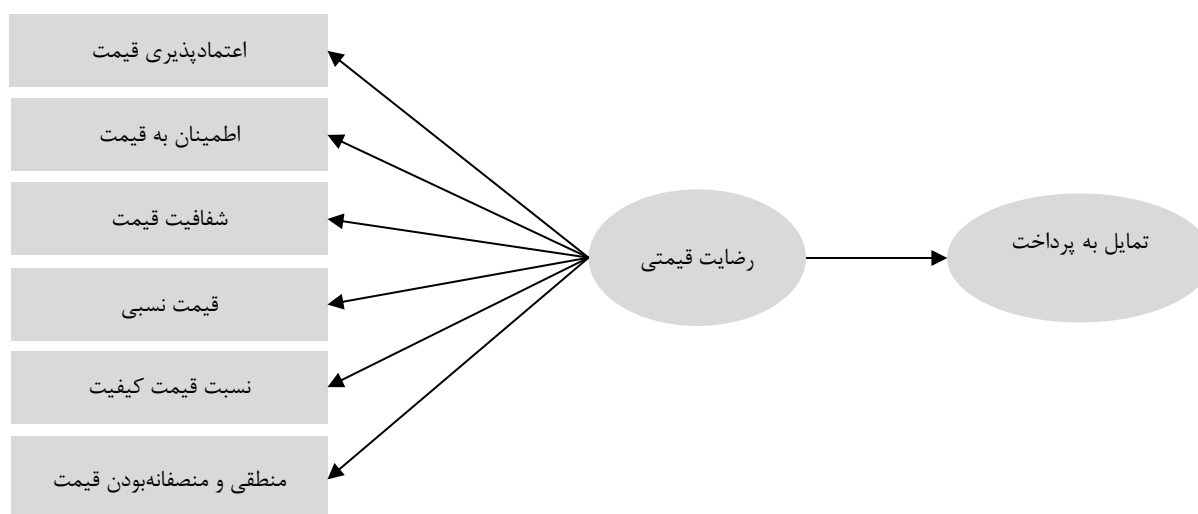 اعتمادپذیری قیمت
اطمینان به قیمت
شفافیت قیمت
قیمت نسبی
نسبت قیمت کیفیت
منطقی و منصفانه‌بودن قیمت
رضایت قیمتی
تمایل به پرداخت